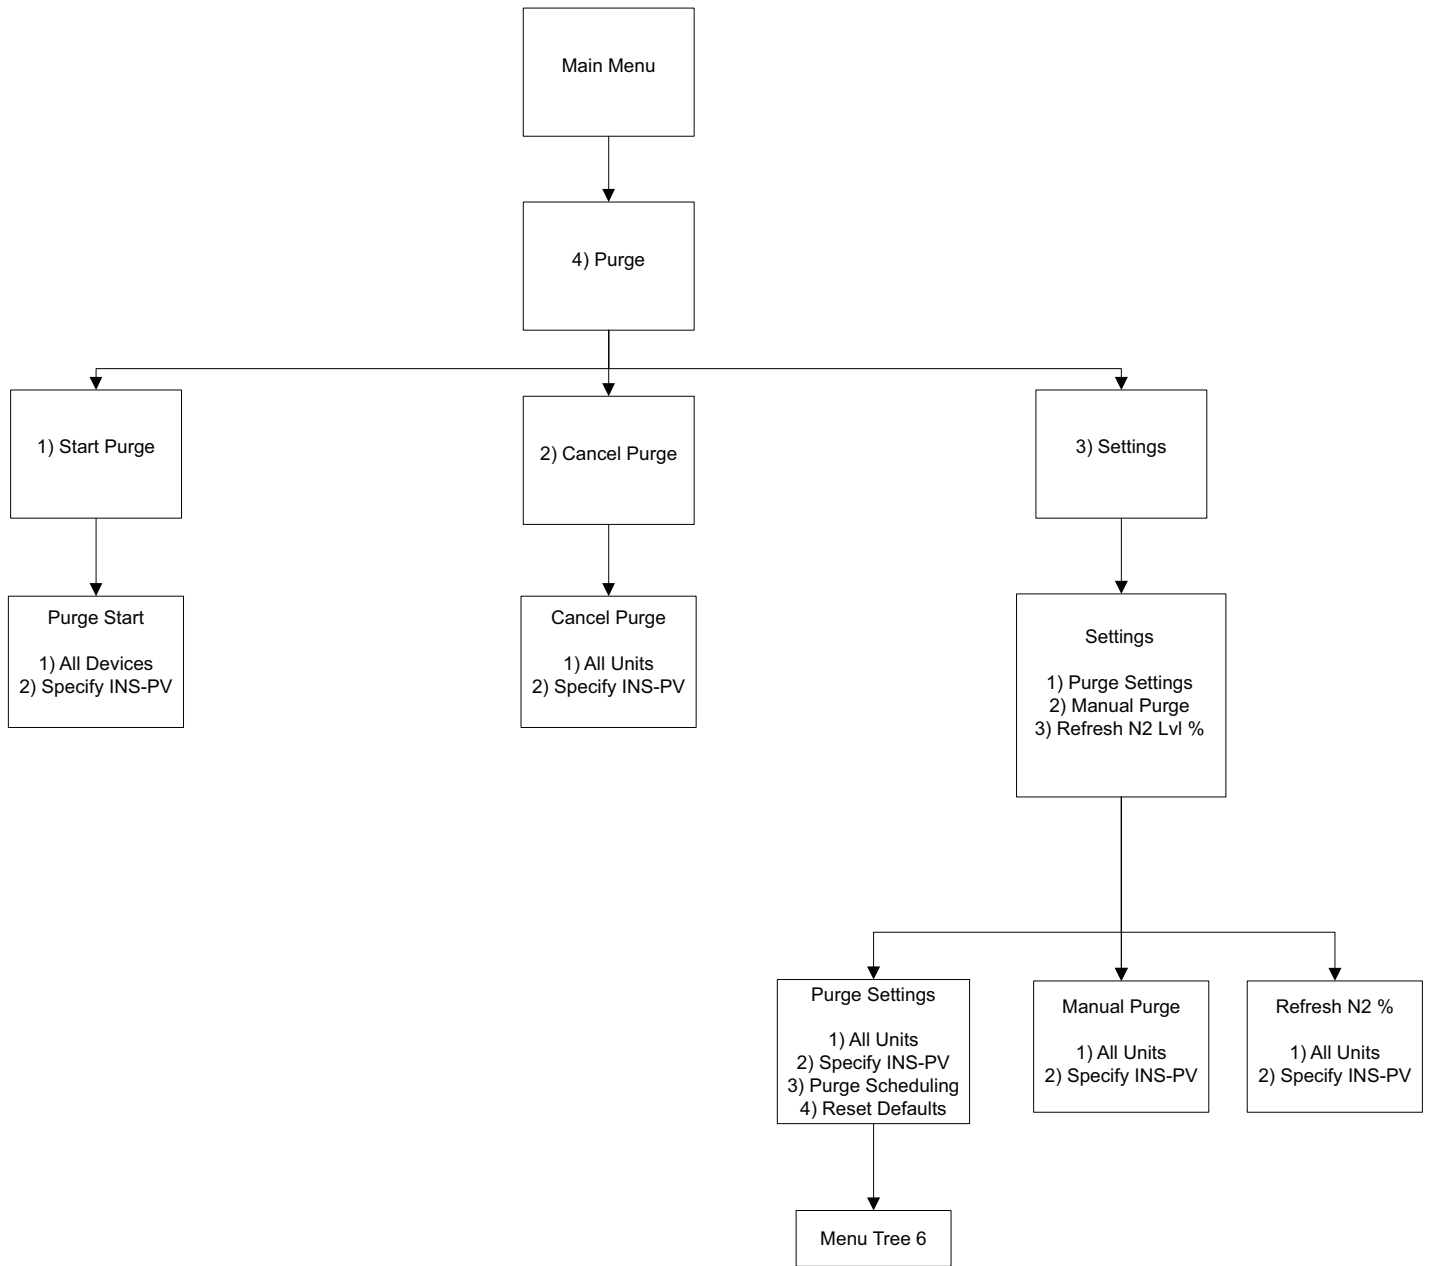 Main Menu
4) Purge
1) Start Purge
2) Cancel Purge
3) Settings
Purge Start
1) All Devices
2) Specify INS-PV
Cancel Purge
1) All Units
2) Specify INS-PV
Settings
1) Purge Settings
2) Manual Purge
3) Refresh N2 Lvl %
Purge Settings
1) All Units
2) Specify INS-PV
3) Purge Scheduling
4) Reset Defaults
Manual Purge
1) All Units
2) Specify INS-PV
Refresh N2 %
1) All Units
2) Specify INS-PV
Menu Tree 6